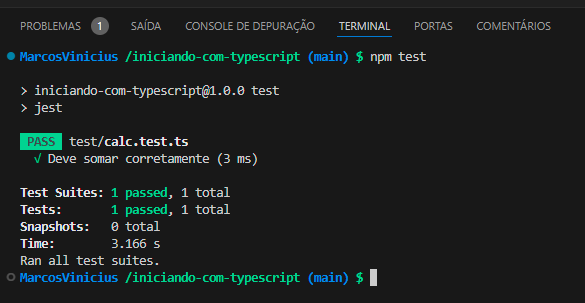 PROBLEMAS 1 SAÍDA CONSOLE DE DEPURAÇÃO TERMINAL PORTAS COMENTÁRIOS
MarcosVinicius /iniciando-com-typescript (main) $ npm test
> iniciando-com-typescript@1.0.0 test
> jest
PASS test/calc.test.ts
√ Deve somar corretamente (3 ms)
Test Suites: 1 passed, 1 total
Tests: 1 passed, 1 total
Snapshots: 0 total
Time: 3.166 s
Ran all test suites.
MarcosVinicius /iniciando-com-typescript (main) $